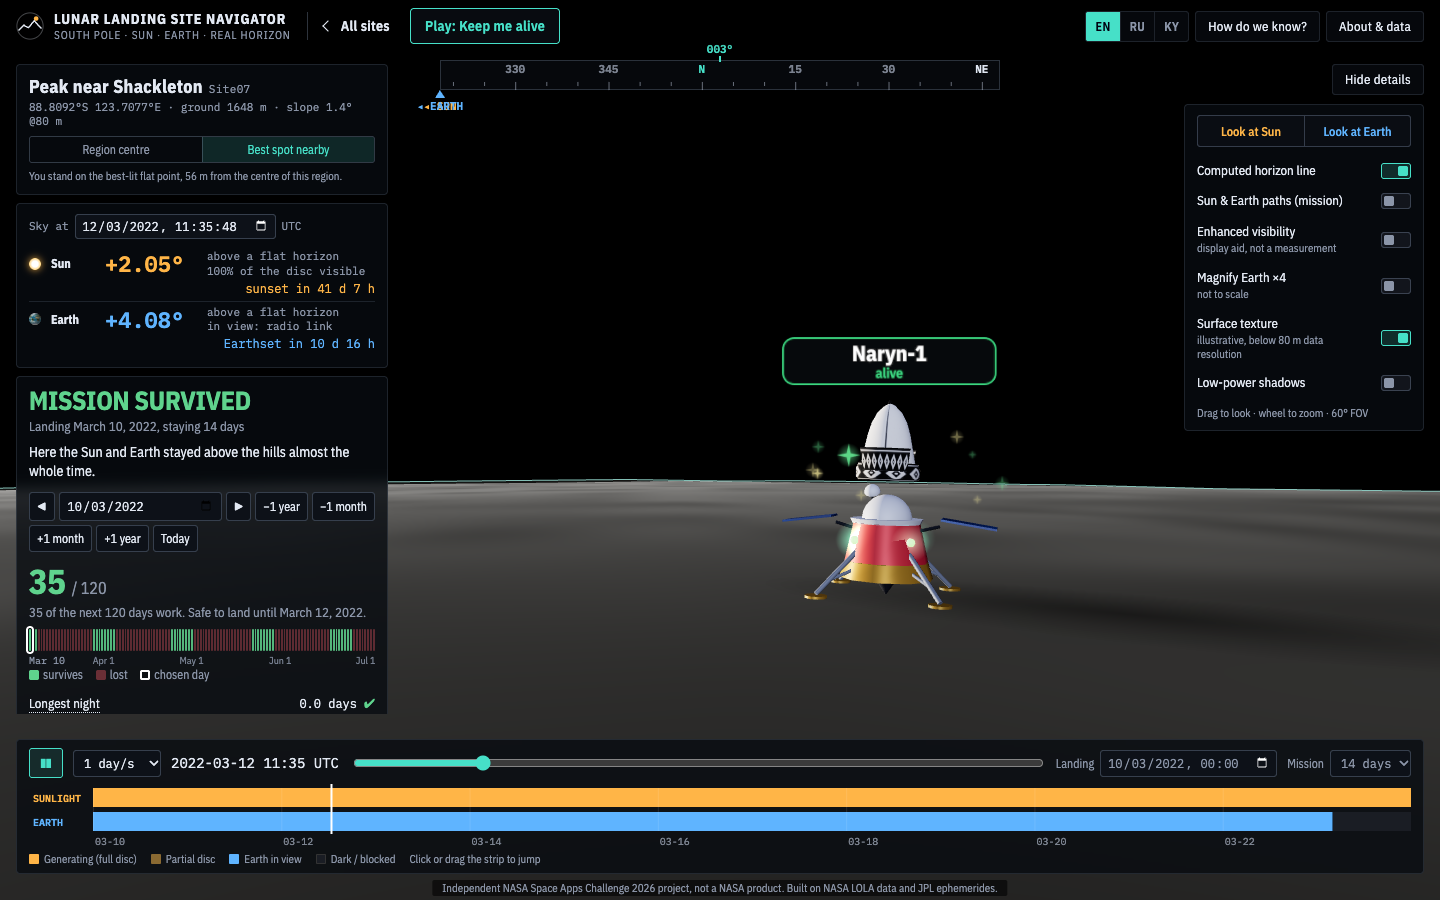 LUNAR LANDING SITE NAVIGATOR
SOUTH POLE · SUN · EARTH · REAL HORIZON
All sites
Play: Keep me alive
EN RU KY
How do we know?
About & data
003°
330 345 N 15 30 NE
Hide details
Peak near Shackleton Site07
88.8092°S 123.7077°E · ground 1648 m · slope 1.4°
@80 m
Region centre
Best spot nearby
You stand on the best-lit flat point, 56 m from the centre of this region.
Sky at 12/03/2022, 11:35:48 UTC
Sun +2.05° above a flat horizon
100% of the disc visible
sunset in 41 d 7 h
Earth +4.08° above a flat horizon
in view: radio link
Earthset in 10 d 16 h
MISSION SURVIVED
Landing March 10, 2022, staying 14 days
Here the Sun and Earth stayed above the hills almost the
whole time.
◀ 10/03/2022 ▶ −1 year −1 month
+1 month +1 year Today
35 / 120
35 of the next 120 days work. Safe to land until March 12, 2022.
Mar 10 Apr 1 May 1 Jun 1 Jul 1
survives lost chosen day
Longest night 0.0 days ✔
Look at Sun
Look at Earth
Computed horizon line
Sun & Earth paths (mission)
Enhanced visibility
display aid, not a measurement
Magnify Earth ×4
not to scale
Surface texture
illustrative, below 80 m data
resolution
Low-power shadows
Drag to look · wheel to zoom · 60° FOV
Naryn-1
alive
1 day/s 2022-03-12 11:35 UTC
Landing 10/03/2022, 00:00
Mission 14 days
SUNLIGHT
EARTH
03-10 03-12 03-14 03-16 03-18 03-20 03-22
Generating (full disc) Partial disc Earth in view Dark / blocked Click or drag the strip to jump
Independent NASA Space Apps Challenge 2026 project, not a NASA product. Built on NASA LOLA data and JPL ephemerides.